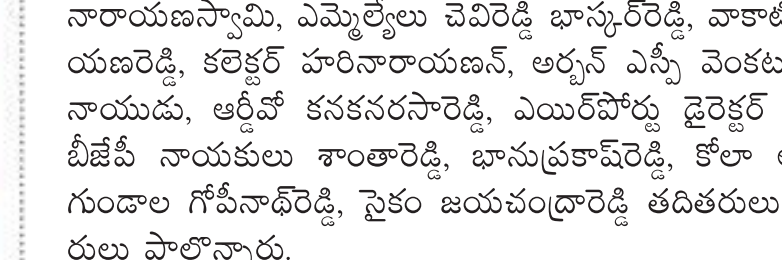 నారాయణస్వామి, ఎమ్మెల్యేలు చెవిరెడ్డి భాస్కర్‌రెడ్డి, వాకాటి
యణరెడ్డి, కలెక్టర్ హరినారాయణన్, అర్బన్ ఎస్పీ వెంకట
నాయుడు, ఆర్డీవో కనకనరసారెడ్డి, ఎయిర్‌పోర్టు డైరెక్టర్
బీజేపీ నాయకులు శాంతారెడ్డి, భానుప్రకాష్‌రెడ్డి, కోలా
గుండాల గోపీనాథ్‌రెడ్డి, సైకం జయచంద్రారెడ్డి తదితరులు
రులు పాల్గొన్నారు.